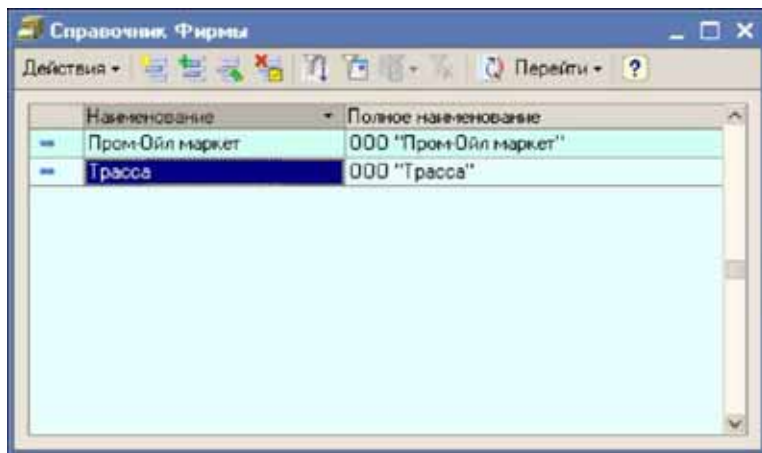 Справочник Фирмы
Действия Перейти ?
Наименование Полное наименование
Пром-Ойл маркет ООО "Пром-Ойл маркет"
Трасса ООО "Трасса"